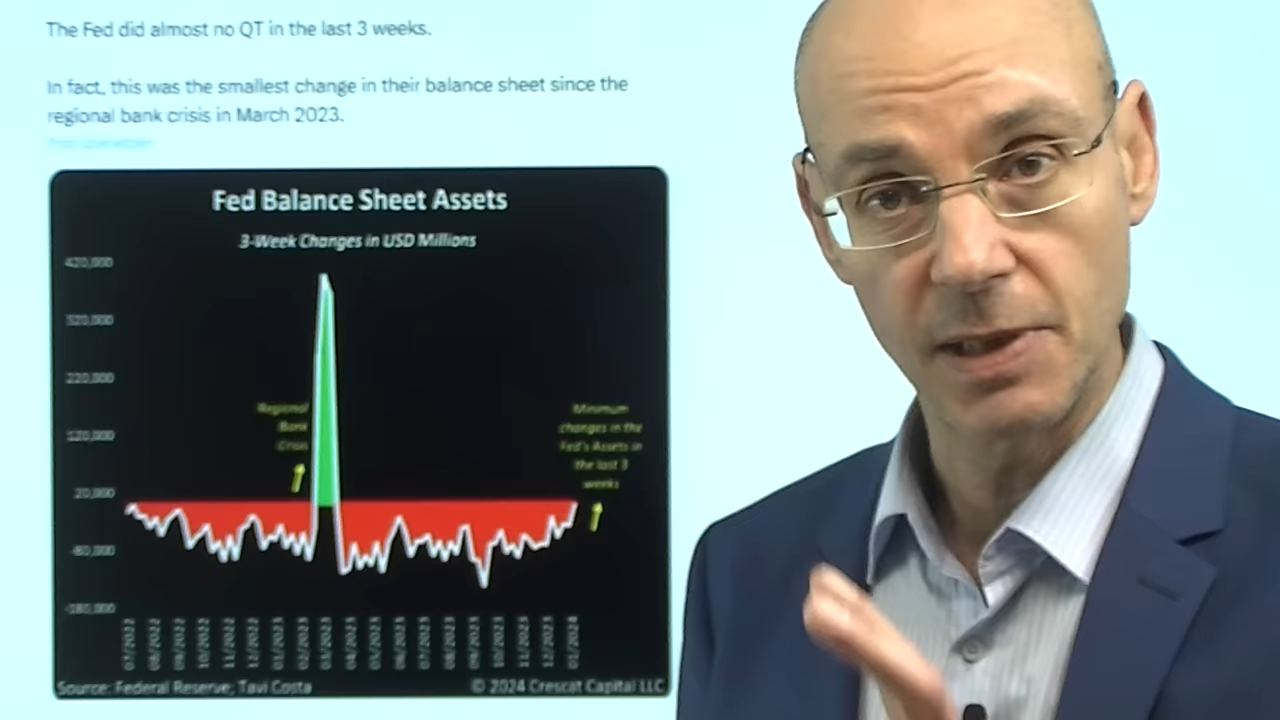 The Fed did almost no QT in the last 3 weeks.
In fact, this was the smallest change in their balance sheet since the
regional bank crisis in March 2023.
Fed Balance Sheet Assets
3-Week Changes in USD Millions
420,000
320,000
220,000
120,000
20,000
-80,000
-180,000
Regional
Bank
Crisis
Minimum
changes in the
Fed's Assets in
the last 3
weeks
07/2022
08/2022
09/2022
10/2022
11/2022
12/2022
01/2023
02/2023
03/2023
04/2023
05/2023
06/2023
07/2023
08/2023
09/2023
10/2023
11/2023
12/2023
01/2024
Source: Federal Reserve; Tavi Costa
© 2024 Crescat Capital LLC